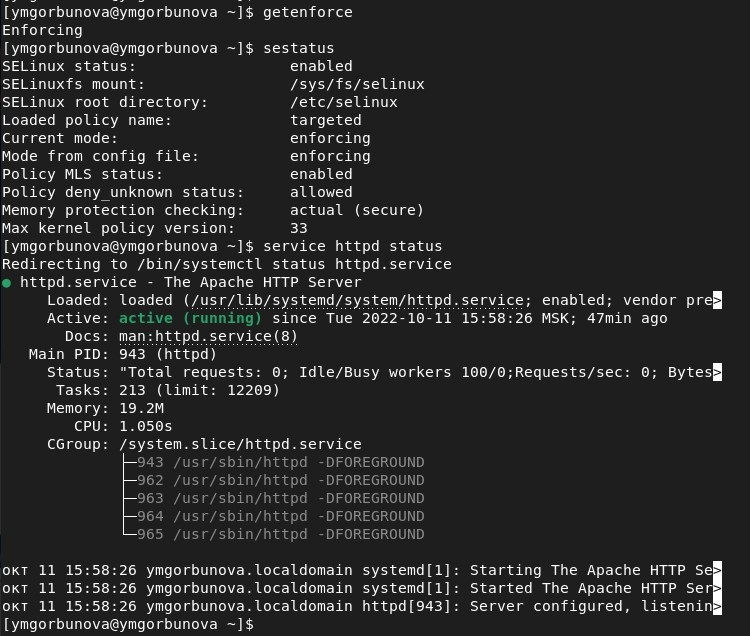 [ymgorbunova@ymgorbunova ~]$ getenforce
Enforcing
[ymgorbunova@ymgorbunova ~]$ sestatus
SELinux status:                 enabled
SELinuxfs mount:                /sys/fs/selinux
SELinux root directory:         /etc/selinux
Loaded policy name:             targeted
Current mode:                   enforcing
Mode from config file:          enforcing
Policy MLS status:              enabled
Policy deny_unknown status:     allowed
Memory protection checking:     actual (secure)
Max kernel policy version:      33
[ymgorbunova@ymgorbunova ~]$ service httpd status
Redirecting to /bin/systemctl status httpd.service
● httpd.service - The Apache HTTP Server
     Loaded: loaded (/usr/lib/systemd/system/httpd.service; enabled; vendor pre>
     Active: active (running) since Tue 2022-10-11 15:58:26 MSK; 47min ago
       Docs: man:httpd.service(8)
   Main PID: 943 (httpd)
     Status: "Total requests: 0; Idle/Busy workers 100/0;Requests/sec: 0; Bytes>
      Tasks: 213 (limit: 12209)
     Memory: 19.2M
        CPU: 1.050s
     CGroup: /system.slice/httpd.service
             ├─943 /usr/sbin/httpd -DFOREGROUND
             ├─962 /usr/sbin/httpd -DFOREGROUND
             ├─963 /usr/sbin/httpd -DFOREGROUND
             ├─964 /usr/sbin/httpd -DFOREGROUND
             └─965 /usr/sbin/httpd -DFOREGROUND
окт 11 15:58:26 ymgorbunova.localdomain systemd[1]: Starting The Apache HTTP Se>
окт 11 15:58:26 ymgorbunova.localdomain systemd[1]: Started The Apache HTTP Ser>
окт 11 15:58:26 ymgorbunova.localdomain httpd[943]: Server configured, listenin>
[ymgorbunova@ymgorbunova ~]$